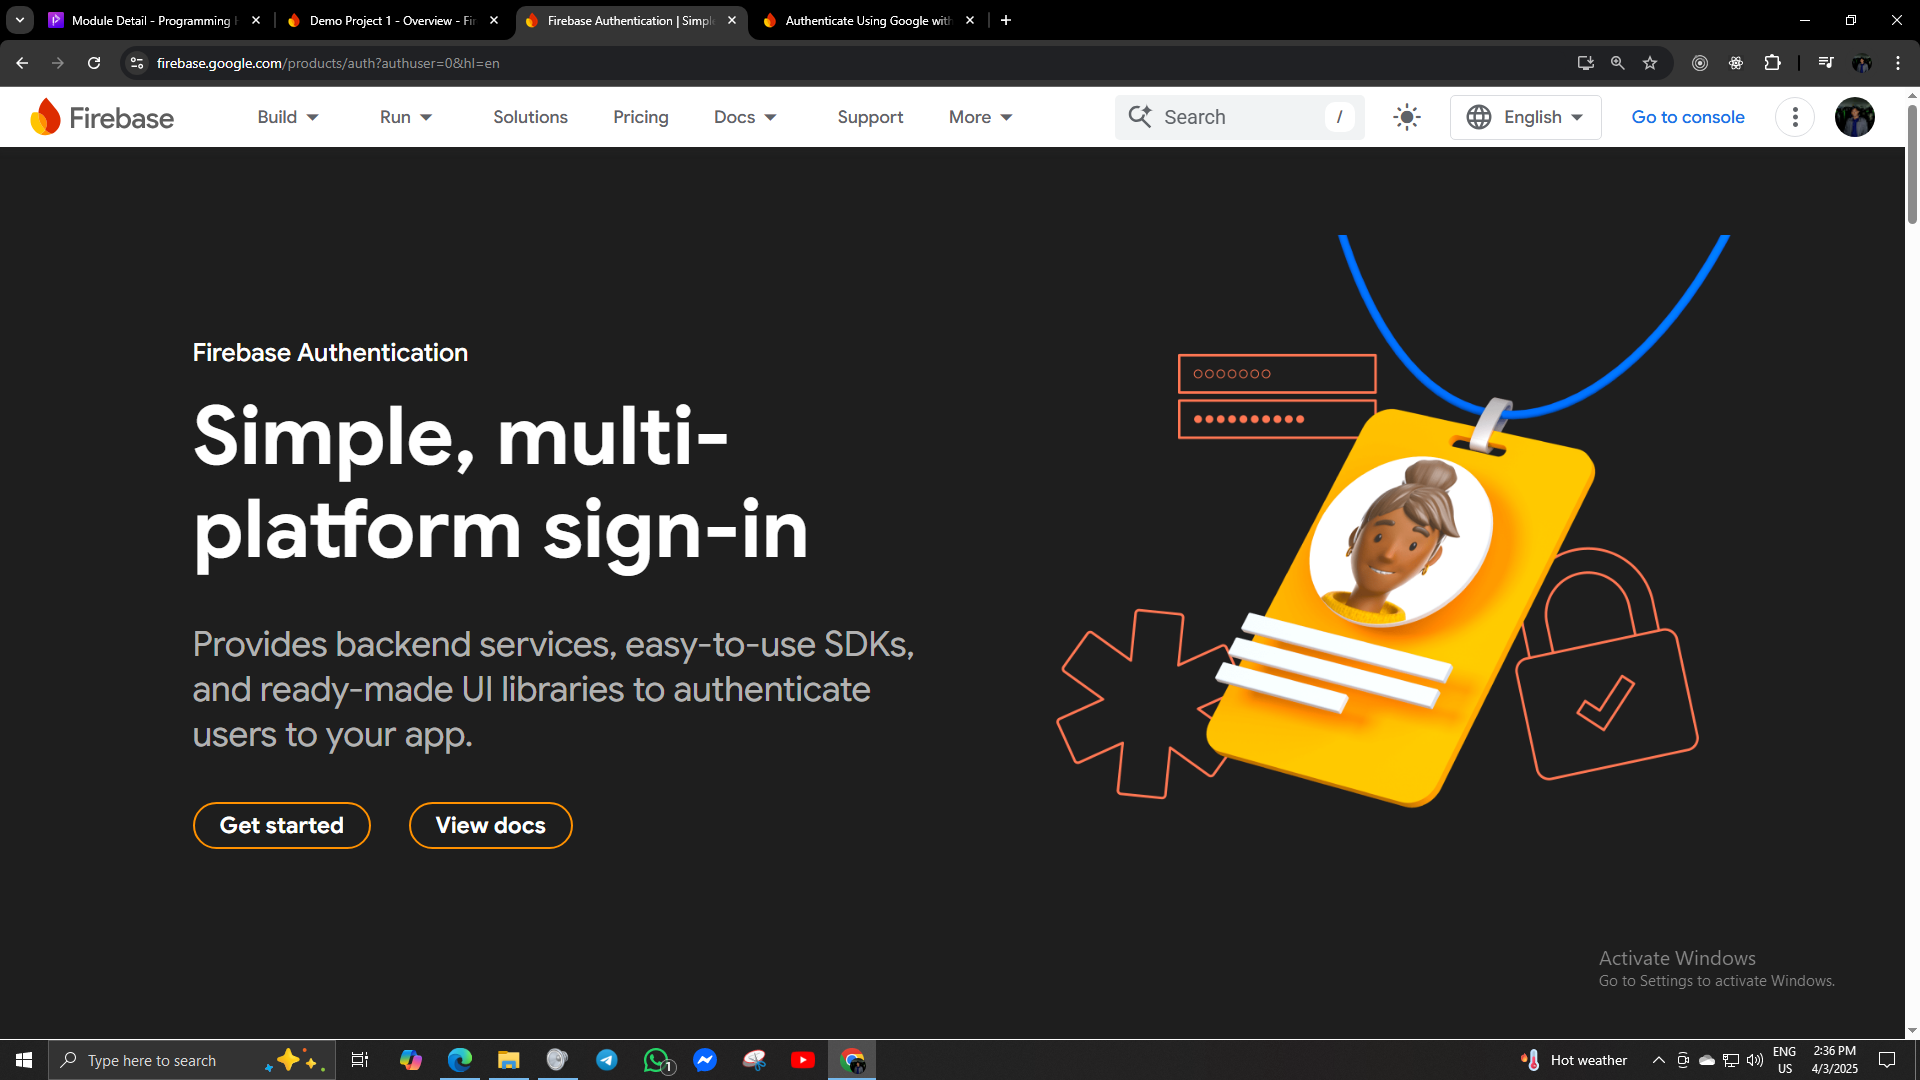 Module Detail - Programming H
Demo Project 1 - Overview - Fi
Firebase Authentication | Simple
Authenticate Using Google with
firebase.google.com/products/auth?authuser=0&hl=en
Firebase
Build
Run
Solutions
Pricing
Docs
Support
More
Search
/
English
Go to console
Firebase Authentication
Simple, multi-
platform sign-in
Provides backend services, easy-to-use SDKs,
and ready-made UI libraries to authenticate
users to your app.
Get started
View docs
Activate Windows
Go to Settings to activate Windows.
Type here to search
1
Hot weather
ENG
US
2:36 PM
4/3/2025